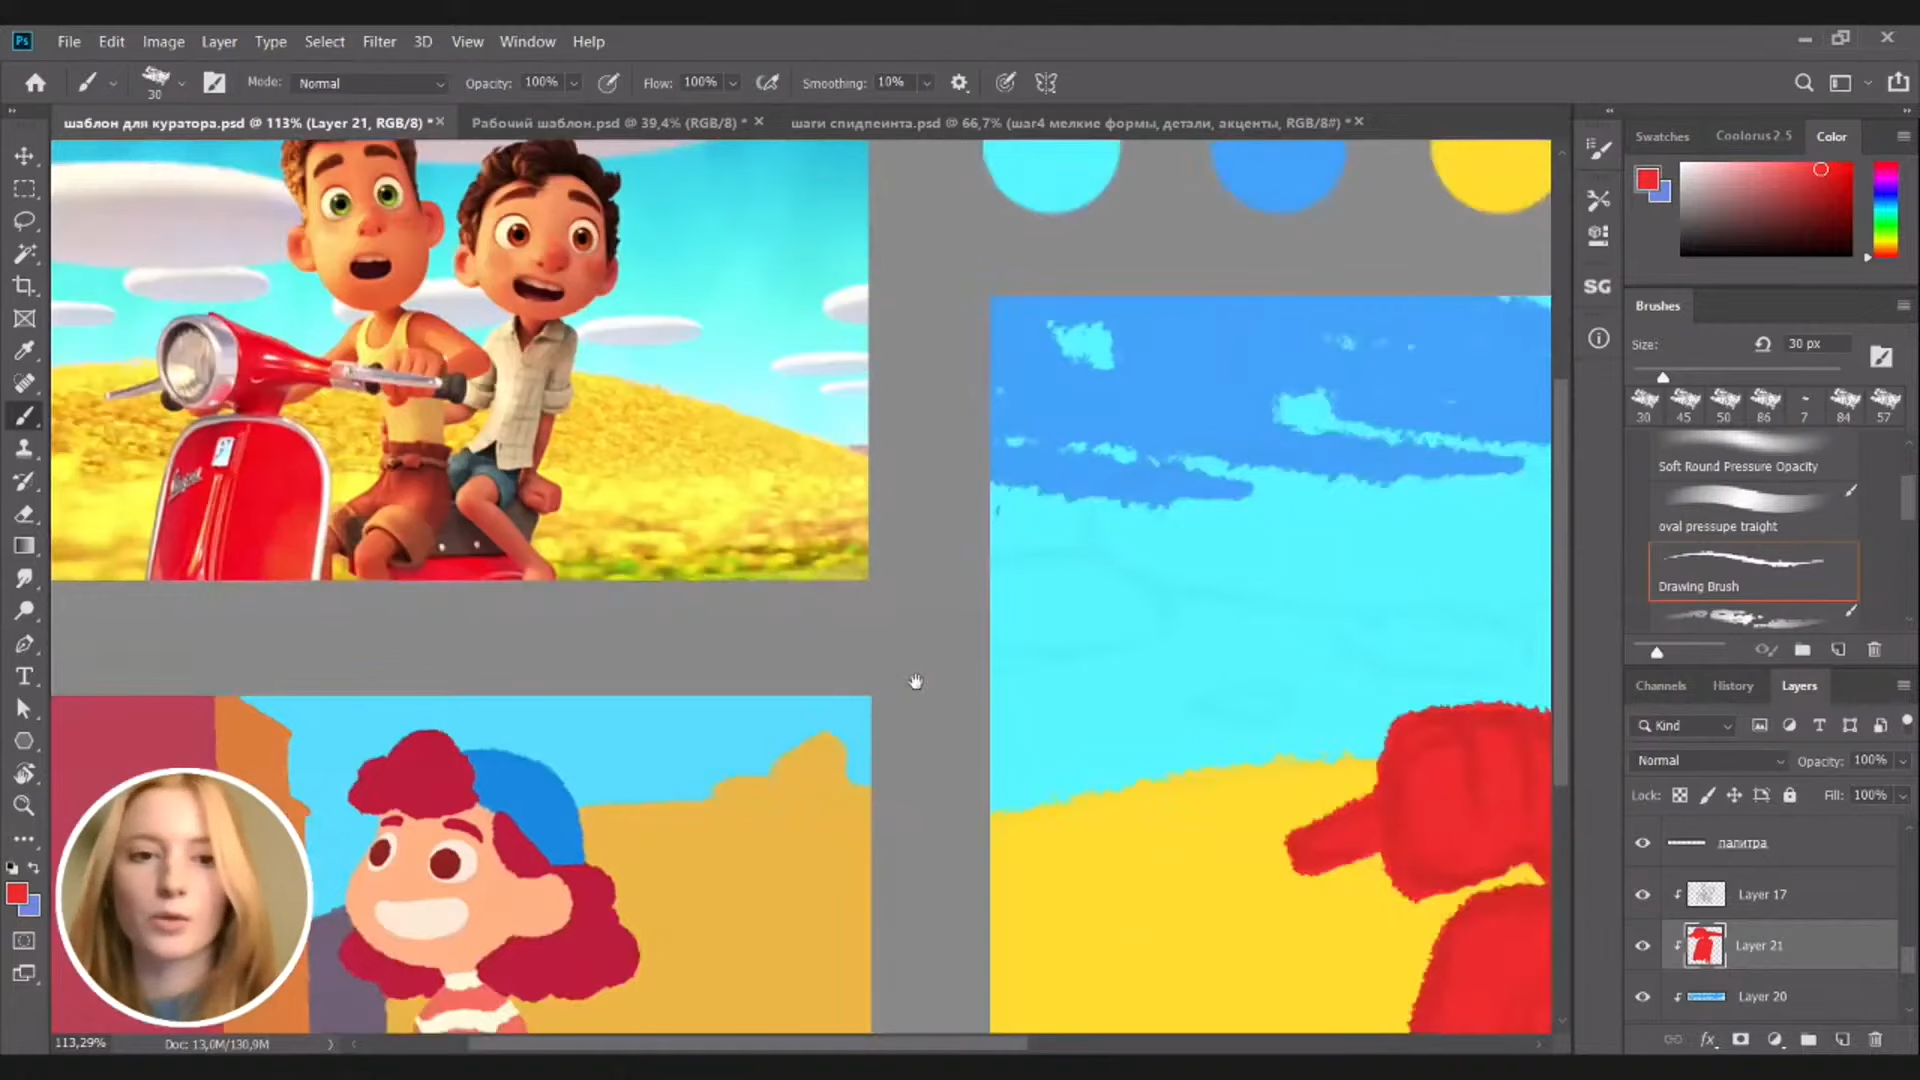 Ps File Edit Image Layer Type Select Filter 3D View Window Help
30 Mode: Normal Opacity: 100% Flow: 100% Smoothing: 10%
шаблон для куратора.psd @ 113% (Layer 21, RGB/8) * Рабочий шаблон.psd @ 39,4% (RGB/8) * шаги спидпеинта.psd @ 66,7% (шаг4 мелкие формы, детали, акценты, RGB/8#) *
Swatches Coolorus 2.5 Color
SG
Brushes
Size: 30 px
30 45 50 86 7 84 57
Soft Round Pressure Opacity
oval pressupe traight
Drawing Brush
Channels History Layers
Kind
Normal Opacity: 100%
Lock: Fill: 100%
палитра
Layer 17
Layer 21
Layer 20
113,29% Doc: 13,0M/130,9M